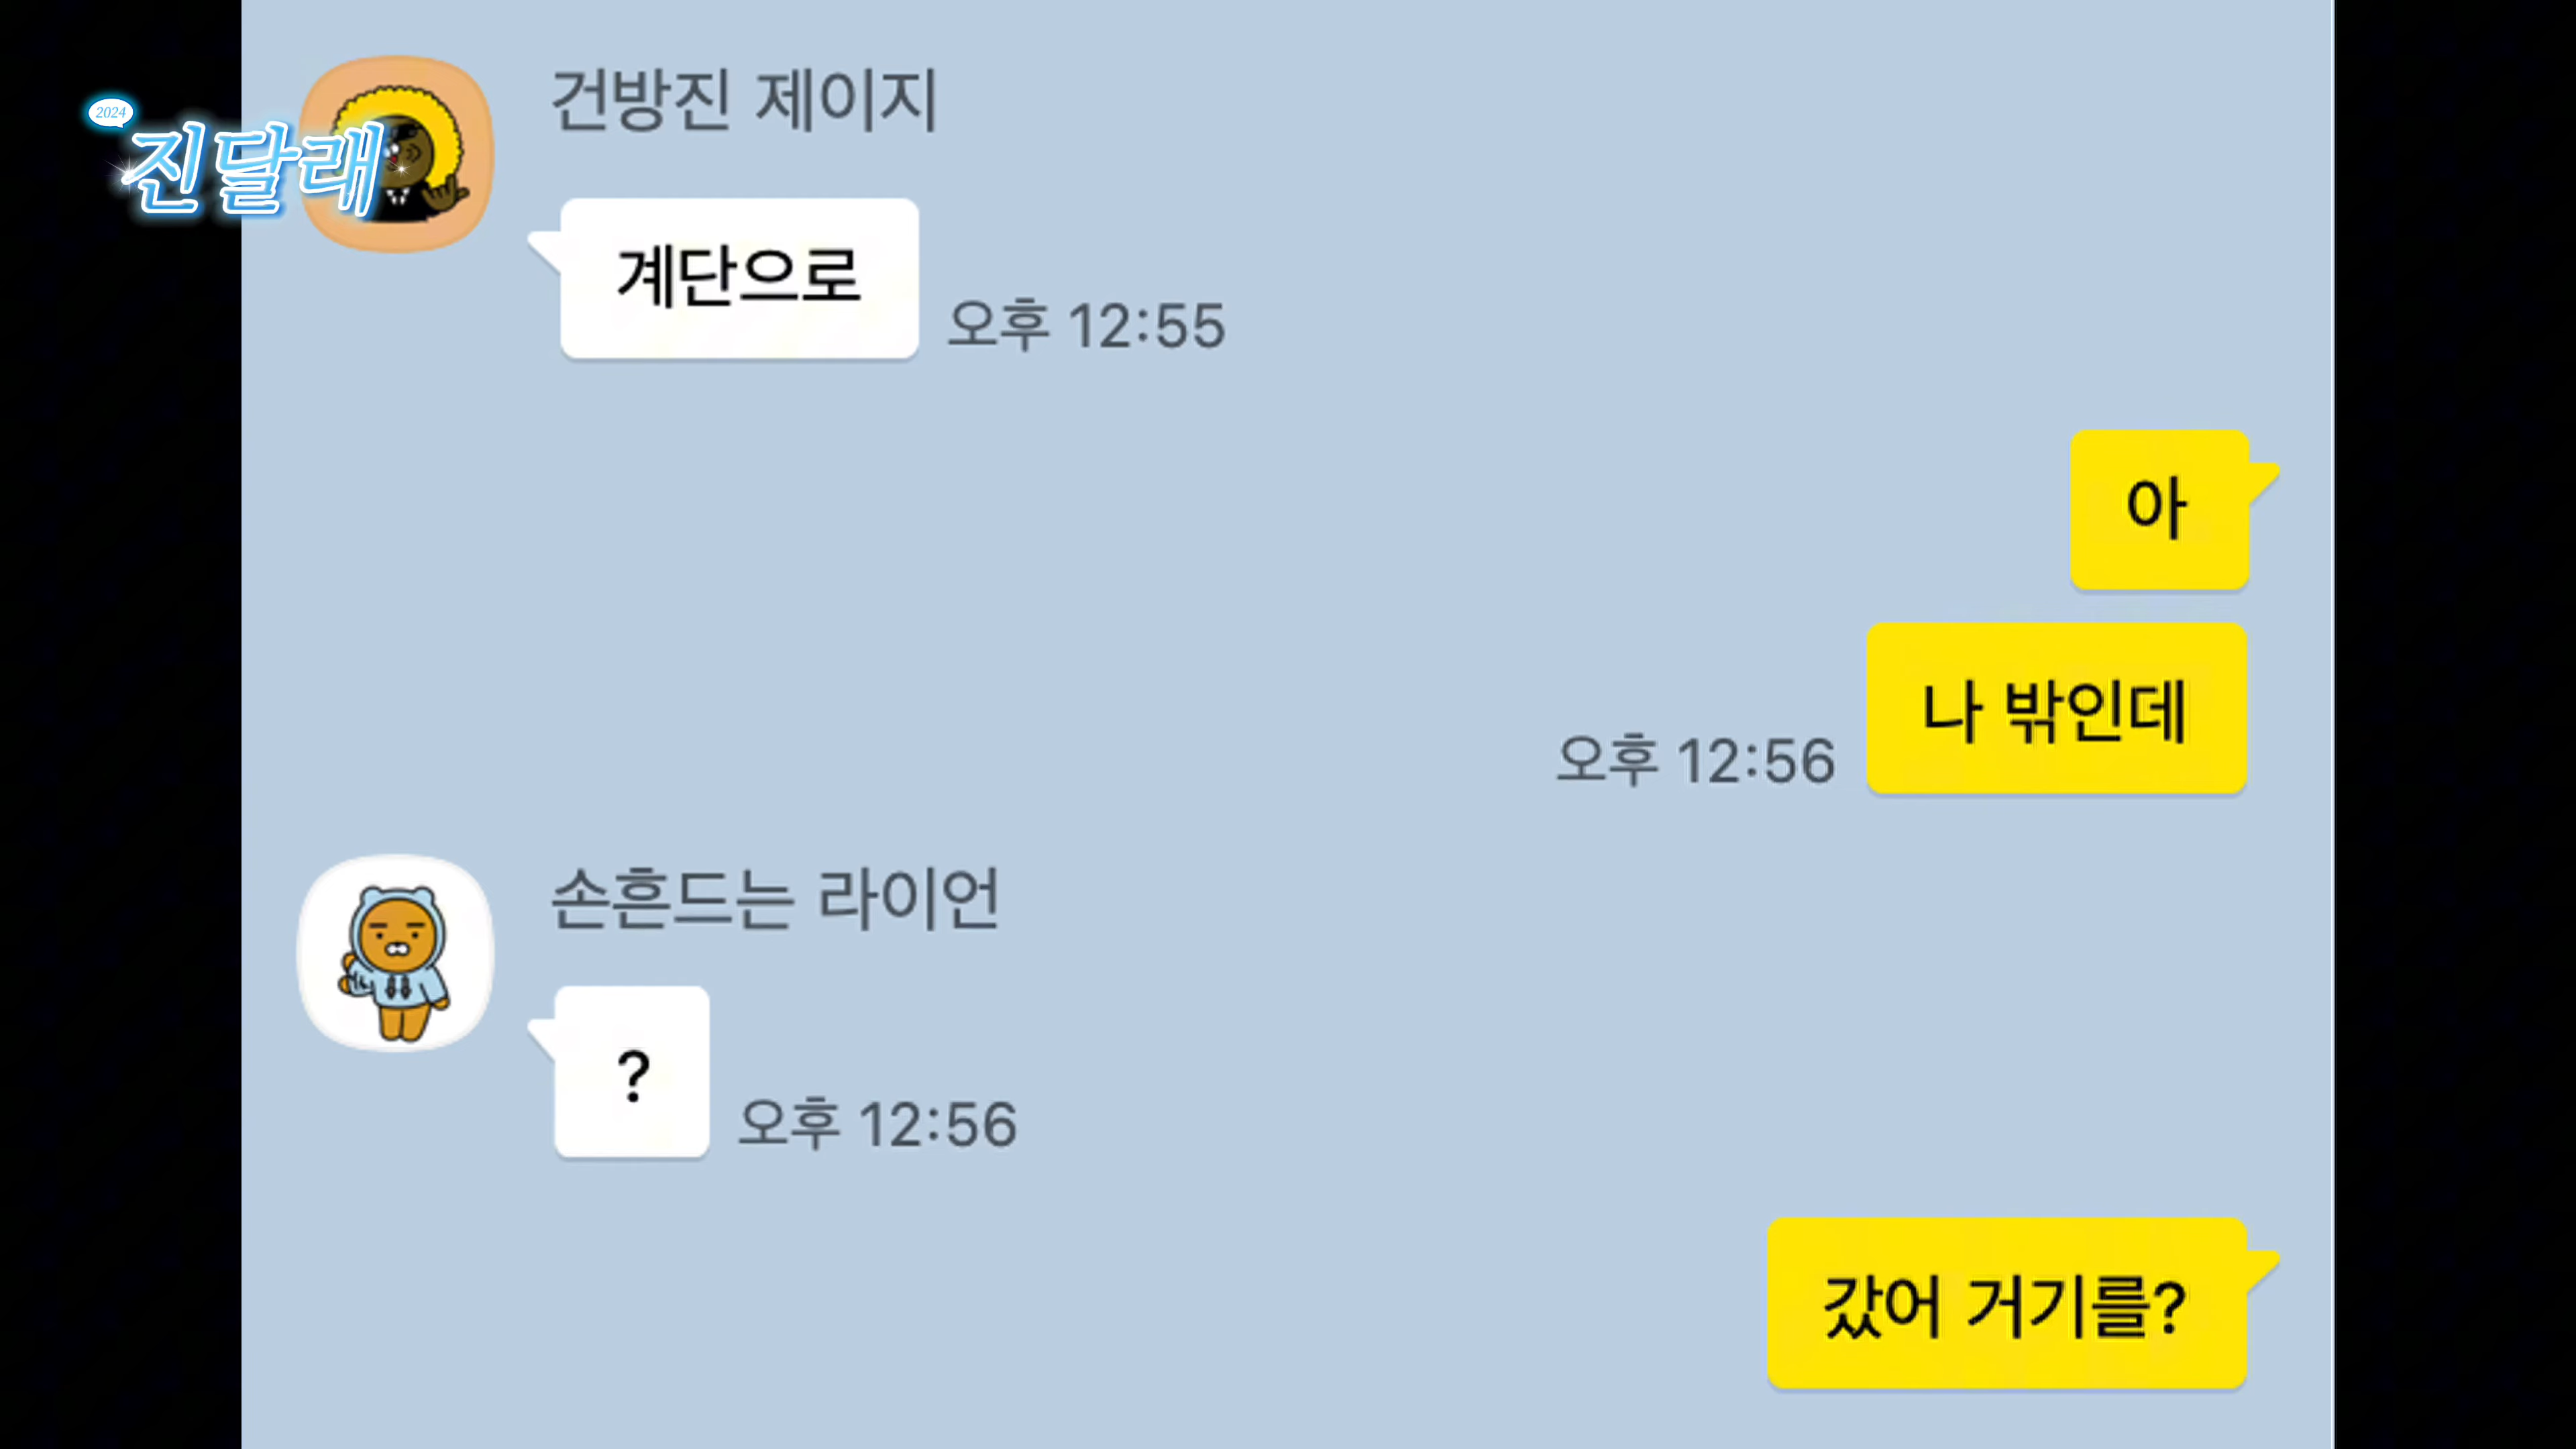 2024
진달래
건방진 제이지
계단으로
오후 12:55
아
나 밖인데
오후 12:56
손흔드는 라이언
?
오후 12:56
갔어 거기를?